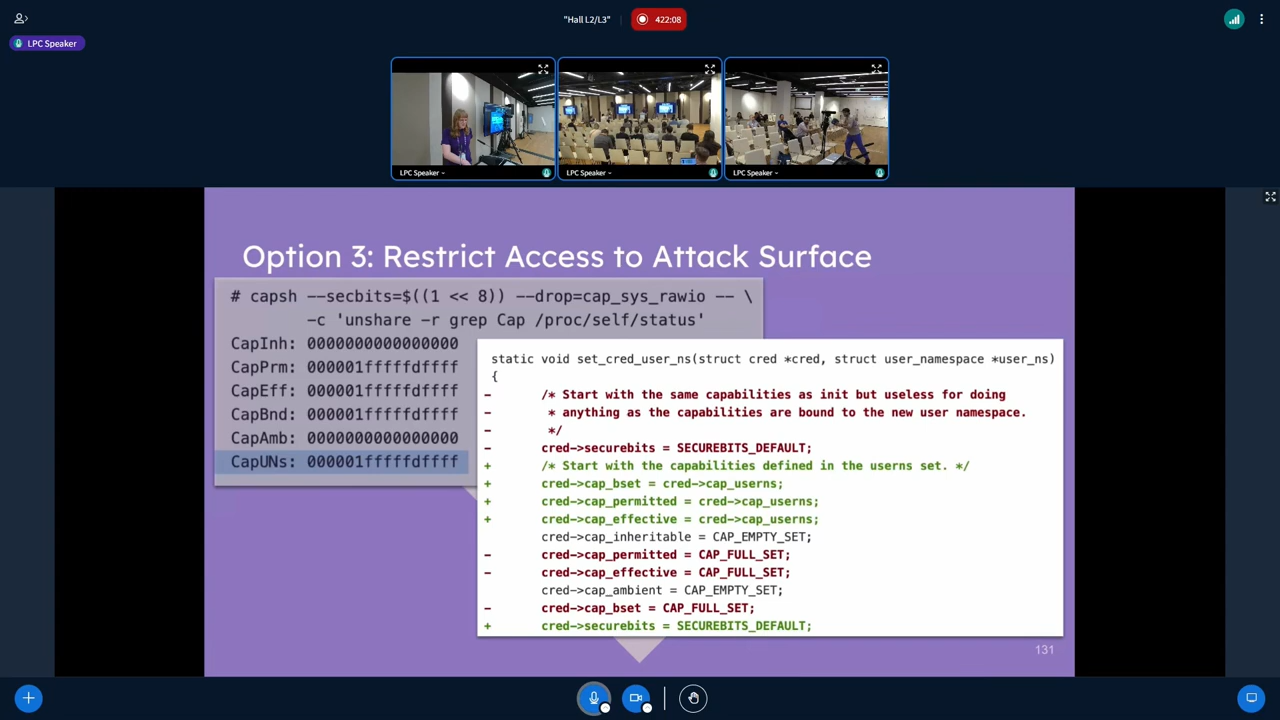 "Hall L2/L3"
422:08
LPC Speaker
LPC Speaker
LPC Speaker
LPC Speaker
Option 3: Restrict Access to Attack Surface
# capsh --secbits=$((1 << 8)) --drop=cap_sys_rawio -- \
-c 'unshare -r grep Cap /proc/self/status'
CapInh: 0000000000000000
CapPrm: 000001fffffdffff
CapEff: 000001fffffdffff
CapBnd: 000001fffffdffff
CapAmb: 0000000000000000
CapUNs: 000001fffffdffff
static void set_cred_user_ns(struct cred *cred, struct user_namespace *user_ns)
{
- /* Start with the same capabilities as init but useless for doing
- * anything as the capabilities are bound to the new user namespace.
- */
- cred->securebits = SECUREBITS_DEFAULT;
+ /* Start with the capabilities defined in the userns set. */
+ cred->cap_bset = cred->cap_userns;
+ cred->cap_permitted = cred->cap_userns;
+ cred->cap_effective = cred->cap_userns;
cred->cap_inheritable = CAP_EMPTY_SET;
- cred->cap_permitted = CAP_FULL_SET;
- cred->cap_effective = CAP_FULL_SET;
cred->cap_ambient = CAP_EMPTY_SET;
- cred->cap_bset = CAP_FULL_SET;
+ cred->securebits = SECUREBITS_DEFAULT;
131